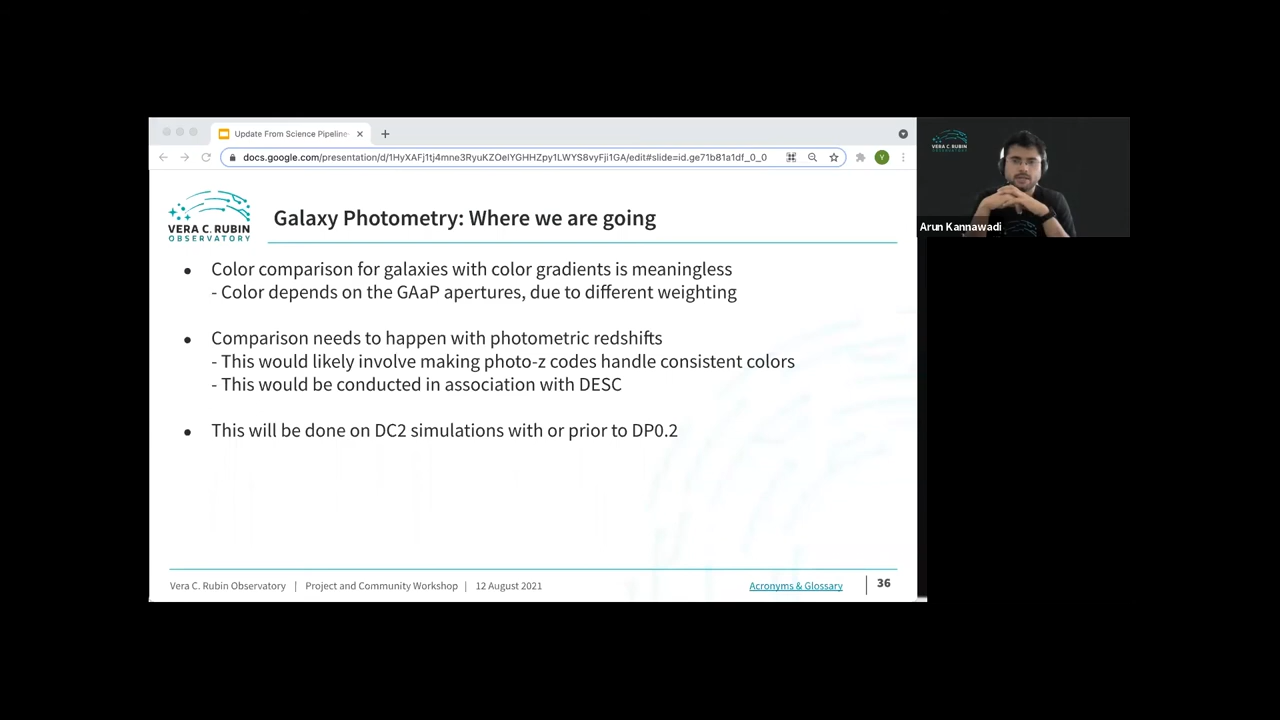 Update From Science Pipeline
docs.google.com/presentation/d/1HyXAFj1tj4mne3RyuKZOeIYGHHZpy1LWYS8vyFji1GA/edit#slide=id.ge71b81a1df_0_0
Y
VERA C. RUBIN
OBSERVATORY
Galaxy Photometry: Where we are going
• Color comparison for galaxies with color gradients is meaningless
- Color depends on the GAaP apertures, due to different weighting
• Comparison needs to happen with photometric redshifts
- This would likely involve making photo-z codes handle consistent colors
- This would be conducted in association with DESC
• This will be done on DC2 simulations with or prior to DP0.2
Vera C. Rubin Observatory | Project and Community Workshop | 12 August 2021
Acronyms & Glossary
36
VERA C. RUBIN
OBSERVATORY
Arun Kannawadi